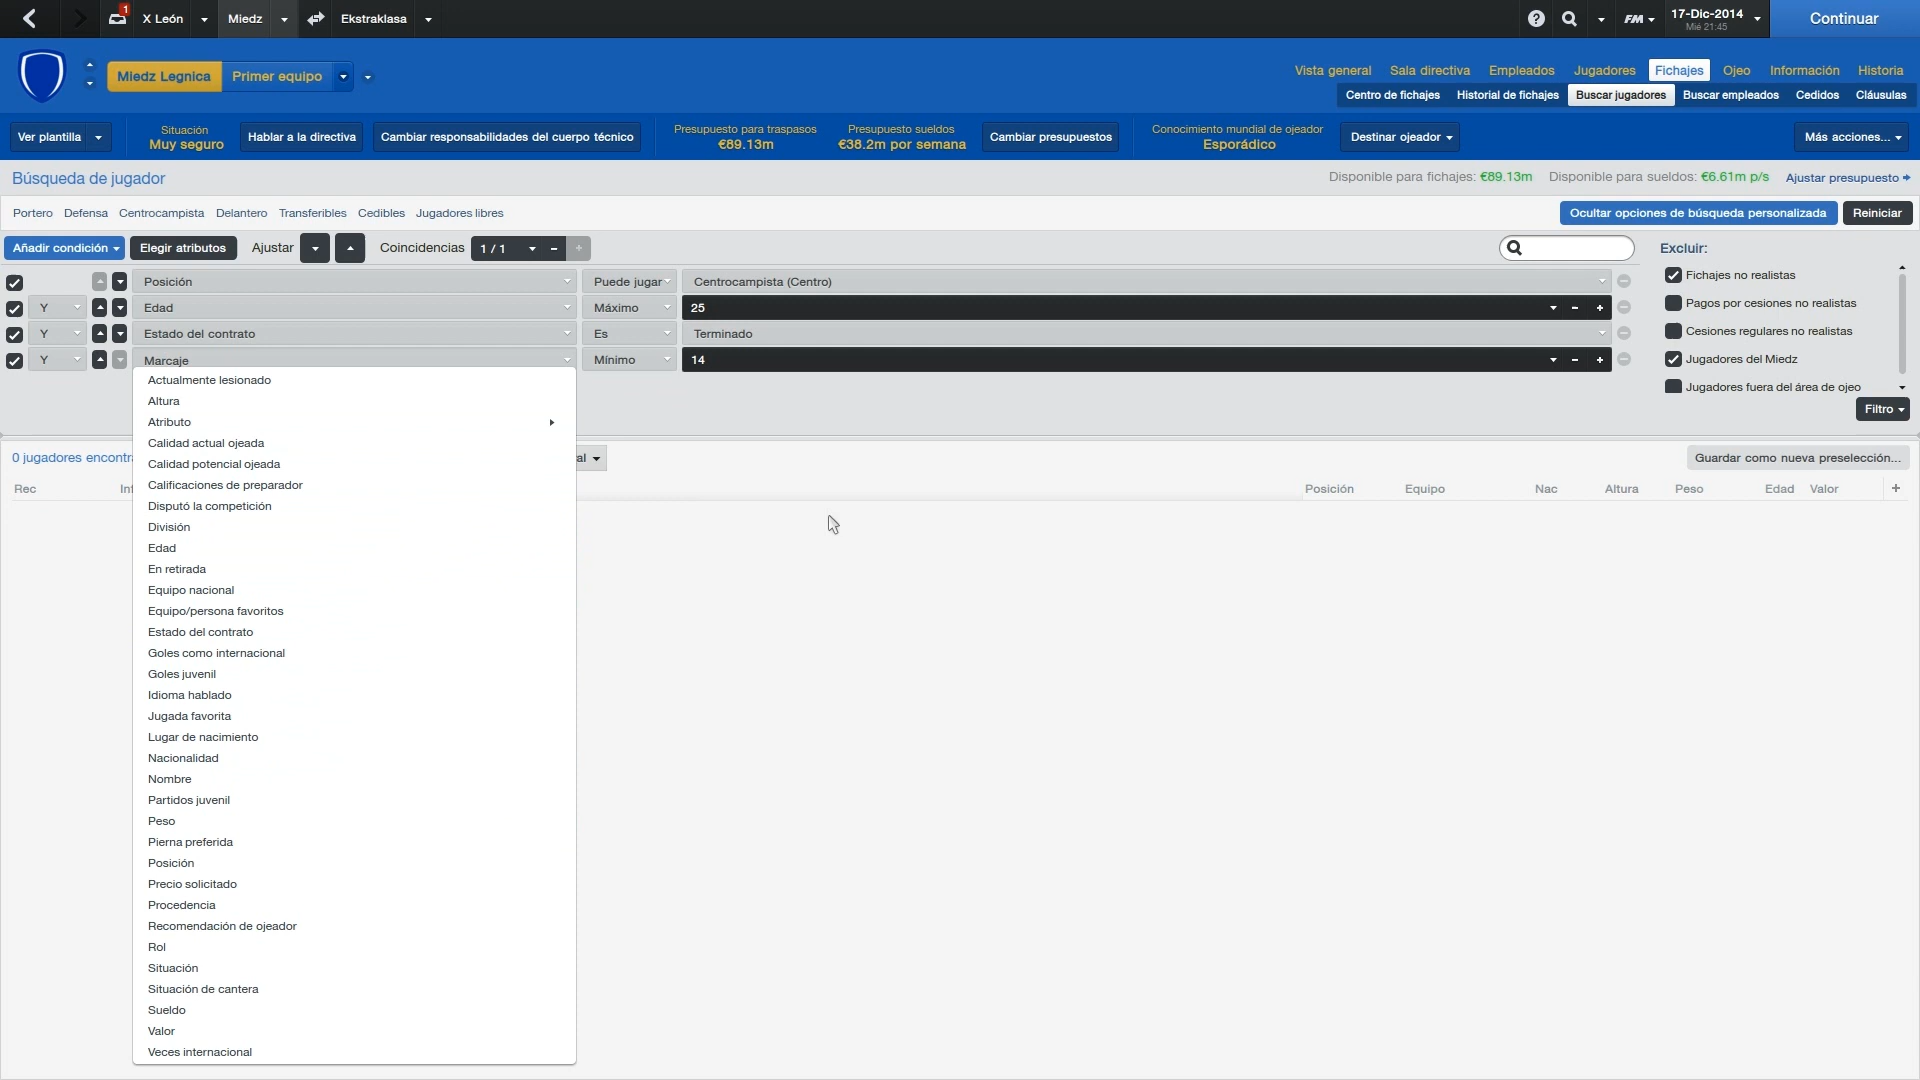 1
X León
Miedz
Ekstraklasa
?
FM
17-Dic-2014
Mié 21:45
Continuar
Miedz Legnica
Primer equipo
Vista general
Sala directiva
Empleados
Jugadores
Fichajes
Ojeo
Información
Historia
Centro de fichajes
Historial de fichajes
Buscar jugadores
Buscar empleados
Cedidos
Cláusulas
Ver plantilla
Situación
Muy seguro
Hablar a la directiva
Cambiar responsabilidades del cuerpo técnico
Presupuesto para traspasos
€89.13m
Presupuesto sueldos
€38.2m por semana
Cambiar presupuestos
Conocimiento mundial de ojeador
Esporádico
Destinar ojeador
Más acciones...
Búsqueda de jugador
Disponible para fichajes: €89.13m
Disponible para sueldos: €6.61m p/s
Ajustar presupuesto
Portero
Defensa
Centrocampista
Delantero
Transferibles
Cedibles
Jugadores libres
Ocultar opciones de búsqueda personalizada
Reiniciar
Añadir condición
Elegir atributos
Ajustar
Coincidencias
1 / 1
Excluir:
Posición
Puede jugar
Centrocampista (Centro)
Y
Edad
Máximo
25
Y
Estado del contrato
Es
Terminado
Y
Marcaje
Mínimo
14
Fichajes no realistas
Pagos por cesiones no realistas
Cesiones regulares no realistas
Jugadores del Miedz
Jugadores fuera del área de ojeo
Filtro
Actualmente lesionado
Altura
Atributo
Calidad actual ojeada
Calidad potencial ojeada
Calificaciones de preparador
Disputó la competición
División
Edad
En retirada
Equipo nacional
Equipo/persona favoritos
Estado del contrato
Goles como internacional
Goles juvenil
Idioma hablado
Jugada favorita
Lugar de nacimiento
Nacionalidad
Nombre
Partidos juvenil
Peso
Pierna preferida
Posición
Precio solicitado
Procedencia
Recomendación de ojeador
Rol
Situación
Situación de cantera
Sueldo
Valor
Veces internacional
0 jugadores encontra
al
Guardar como nueva preselección...
Rec
Inf
Posición
Equipo
Nac
Altura
Peso
Edad
Valor